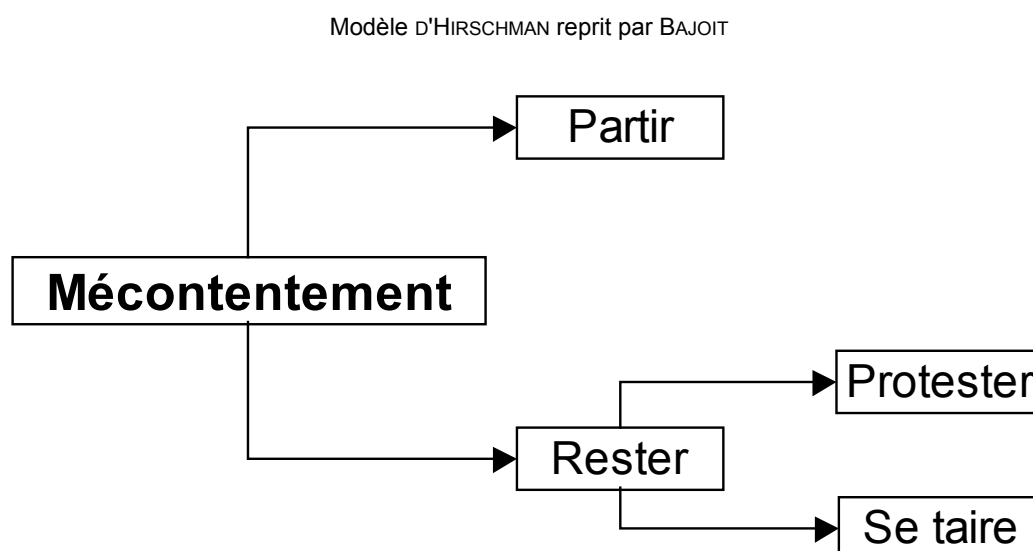 Modèle D'HIRSCHMAN reprit par BAJOIT
Partir
Mécontentement
Protester
Rester
Se taire